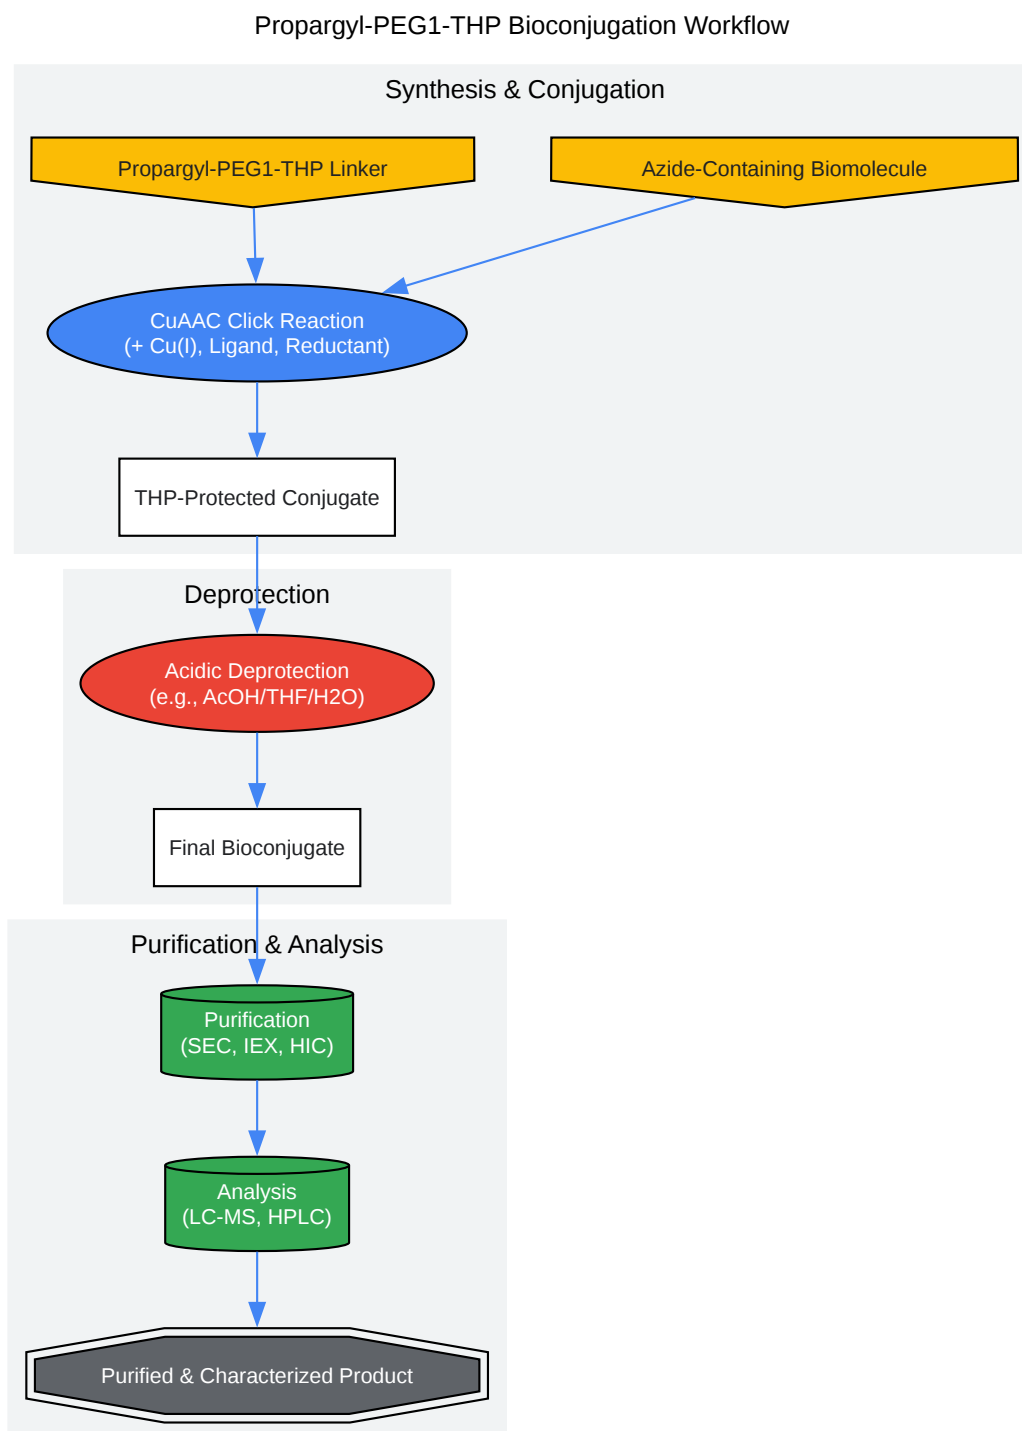 Propargyl-PEG1-THP Bioconjugation Workflow
Synthesis & Conjugation
Propargyl-PEG1-THP Linker
Azide-Containing Biomolecule
CuAAC Click Reaction
(+ Cu(I), Ligand, Reductant)
THP-Protected Conjugate
Deprotection
Acidic Deprotection
(e.g., AcOH/THF/H2O)
Final Bioconjugate
Purification & Analysis
Purification
(SEC, IEX, HIC)
Analysis
(LC-MS, HPLC)
Purified & Characterized Product